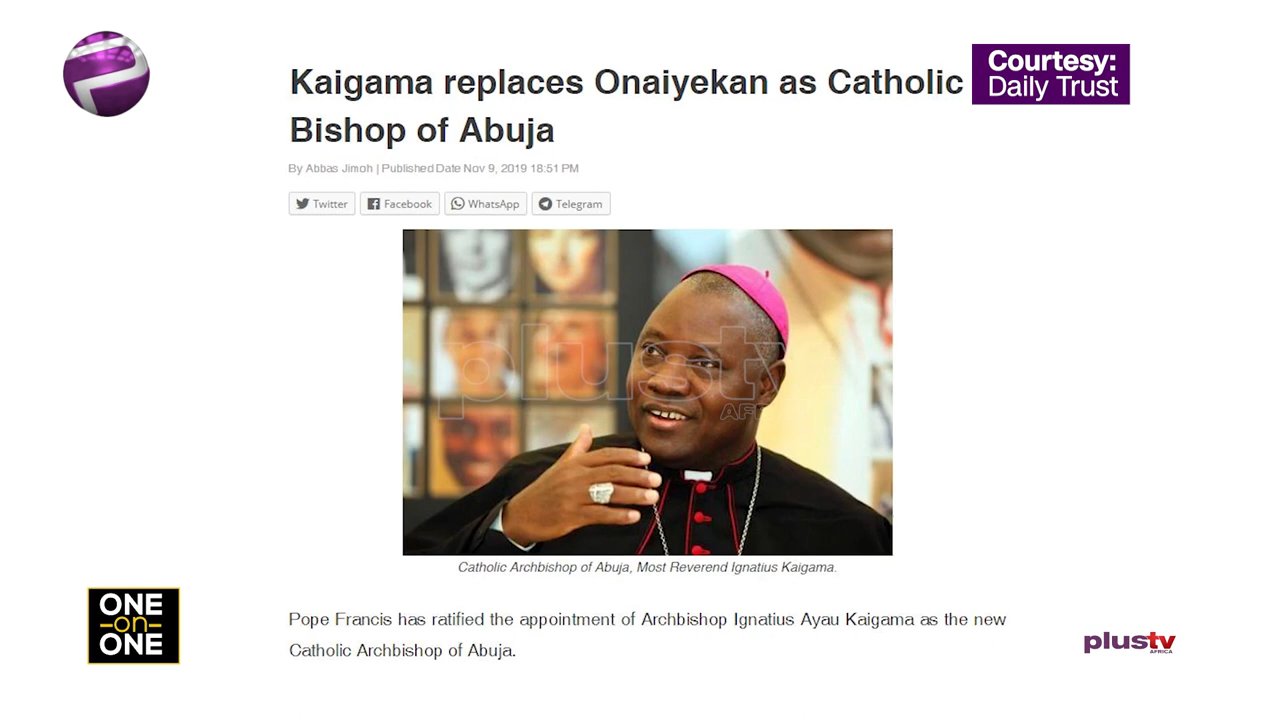 Kaigama replaces Onaiyekan as Catholic
Bishop of Abuja
Courtesy:
Daily Trust
By Abbas Jimoh | Published Date Nov 9, 2019 18:51 PM
Twitter Facebook WhatsApp Telegram
plustv
Catholic Archbishop of Abuja, Most Reverend Ignatius Kaigama.
ONE
-on-
ONE
Pope Francis has ratified the appointment of Archbishop Ignatius Ayau Kaigama as the new
Catholic Archbishop of Abuja.
plustv
AFRICA